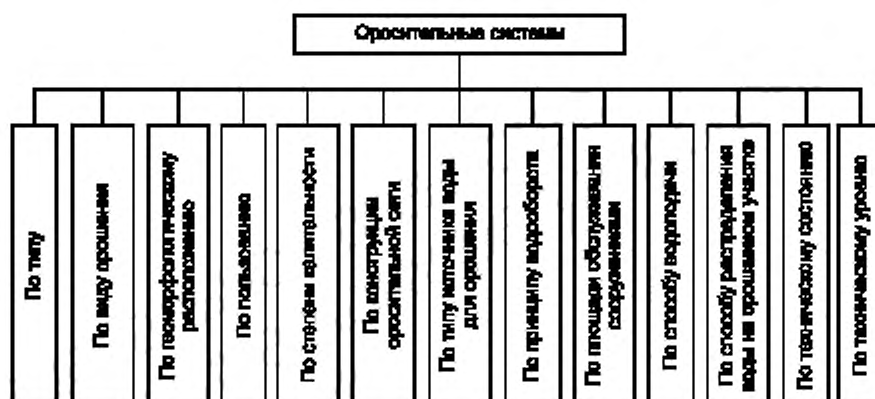 Оросительные системы
По типу
По виду орошения
По геоморфологическому
расположению
По пользованию
По степени капитальности
По конструкции
оросительной сети
По типу источника воды
для орошения
По принципу водооборота
По площади обслуживания
сооружениями
По способу водоподачи
По способу распределения
воды на орошаемом участке
По техническому состоянию
По техническому уровню